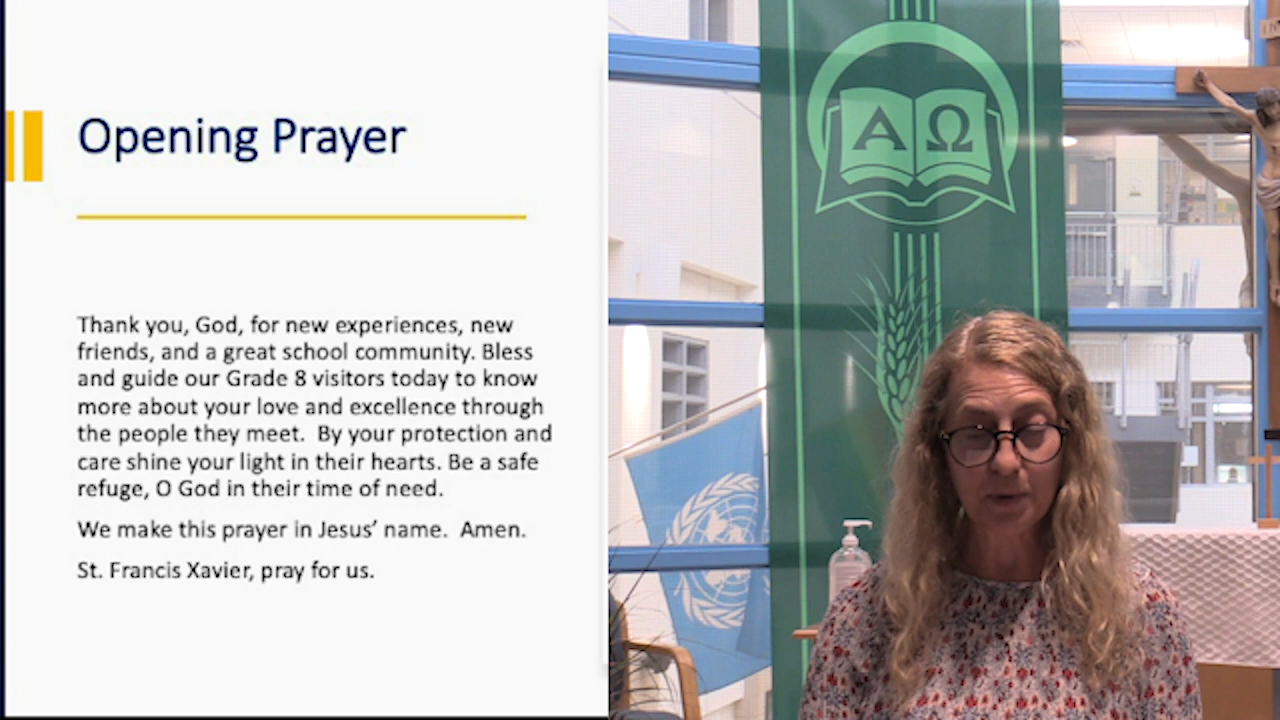 Opening Prayer
Thank you, God, for new experiences, new
friends, and a great school community. Bless
and guide our Grade 8 visitors today to know
more about your love and excellence through
the people they meet.  By your protection and
care shine your light in their hearts. Be a safe
refuge, O God in their time of need.
We make this prayer in Jesus’ name.  Amen.
St. Francis Xavier, pray for us.
Α Ω